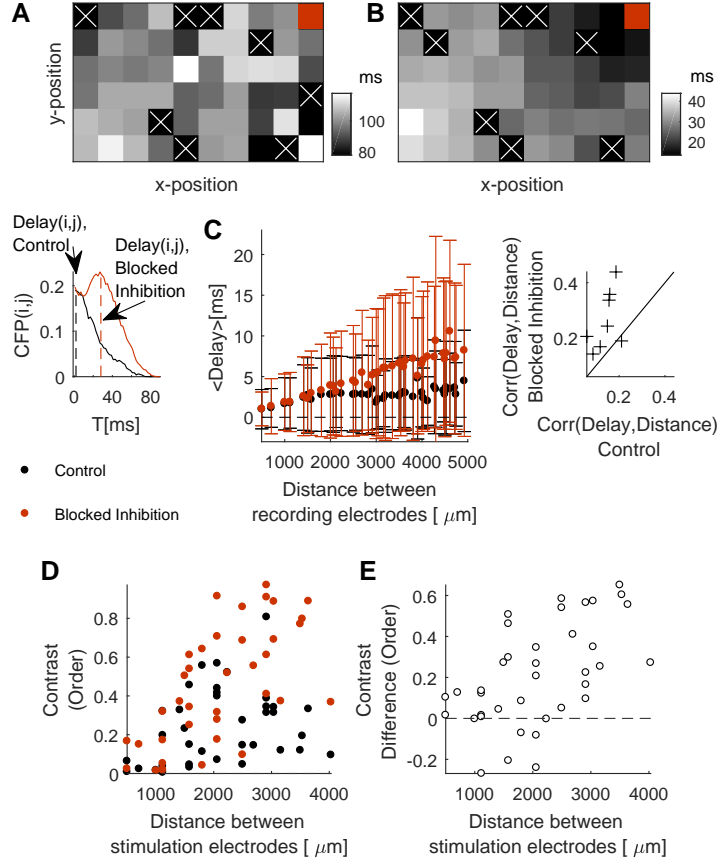 A
B
y-position
ms
100
80
ms
40
30
20
x-position
x-position
Delay(i,j),
Control
Delay(i,j),
Blocked
Inhibition
CFP(i,j)
0.2
0.1
0
0
50
T[ms]
C
<Delay>[ms]
20
15
10
5
0
1000 2000 3000 4000 5000
Distance between
recording electrodes [ μm]
Corr(Delay,Distance)
Blocked Inhibition
0.4
0.2
0.2
0.4
Corr(Delay,Distance)
Control
Control
Blocked Inhibition
D
Contrast
(Order)
0.8
0.6
0.4
0.2
0
1000 2000 3000 4000
Distance between
stimulation electrodes [ μm]
E
Contrast
Difference (Order)
0.6
0.4
0.2
0
-0.2
1000 2000 3000 4000
Distance between
stimulation electrodes [ μm]